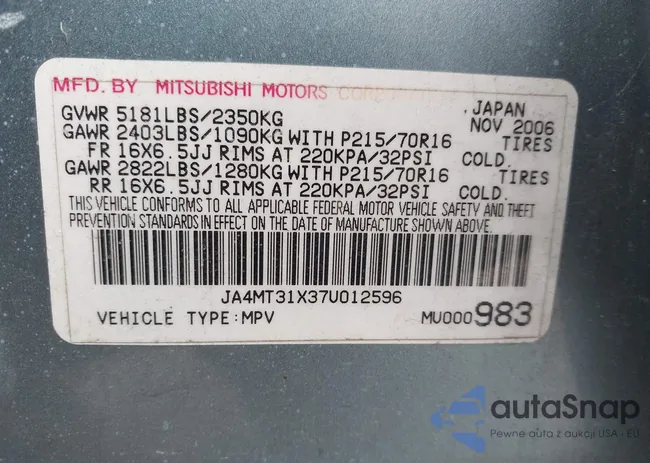 MFD. BY MITSUBISHI MOTORS CORPORATION
GVWR 5181LBS/2350KG JAPAN NOV 2006
GAWR 2403LBS/1090KG WITH P215/70R16 TIRES
FR 16X6.5JJ RIMS AT 220KPA/32PSI COLD.
GAWR 2822LBS/1280KG WITH P215/70R16 TIRES
RR 16X6.5JJ RIMS AT 220KPA/32PSI COLD.
THIS VEHICLE CONFORMS TO ALL APPLICABLE FEDERAL MOTOR VEHICLE SAFETY AND THEFT
PREVENTION STANDARDS IN EFFECT ON THE DATE OF MANUFACTURE SHOWN ABOVE.
JA4MT31X37U012596
VEHICLE TYPE:MPV MU000983
autaSnap
Pewne auta z aukcji USA - EU